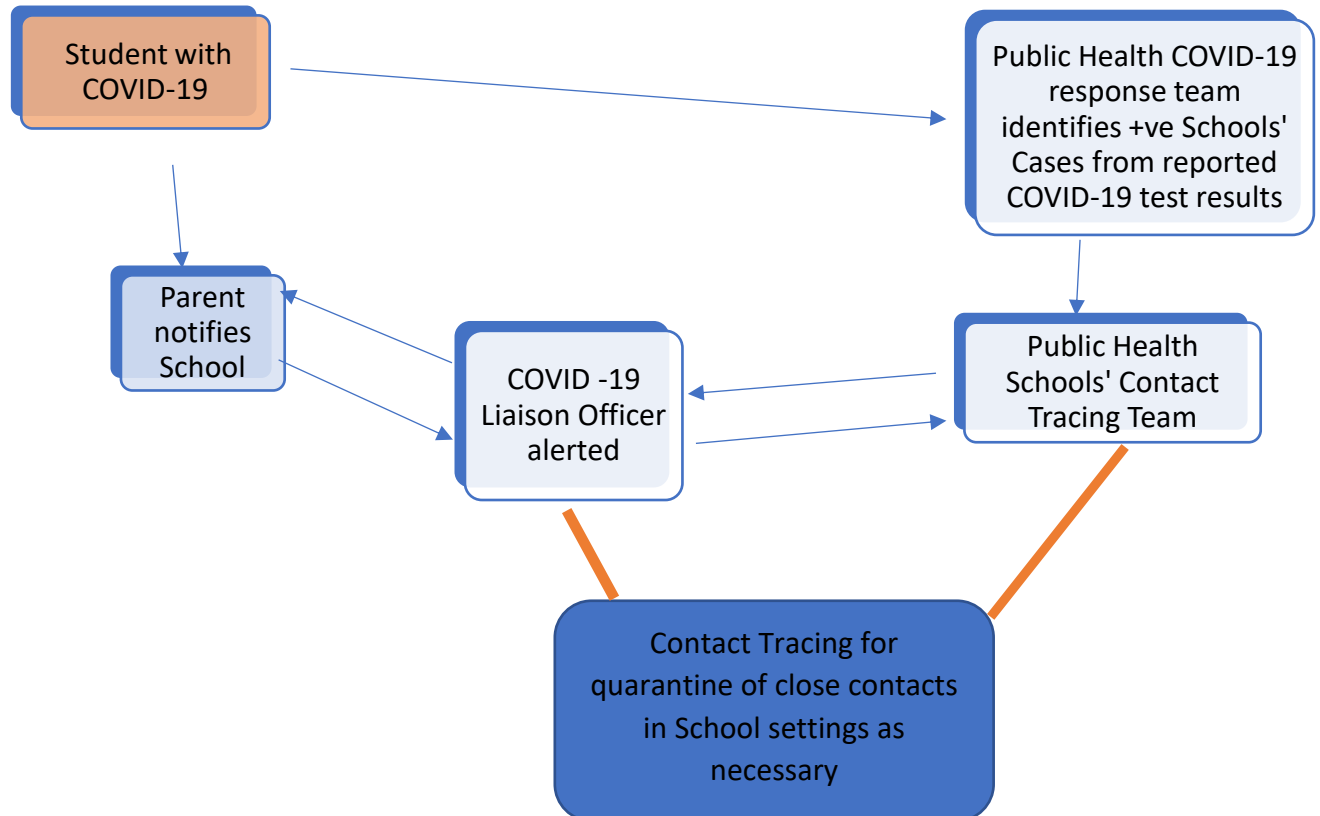 Student with
COVID-19
Public Health COVID-19
response team
identifies +ve Schools'
Cases from reported
COVID-19 test results
Parent
notifies
School
COVID -19
Liaison Officer
alerted
Public Health
Schools' Contact
Tracing Team
Contact Tracing for
quarantine of close contacts
in School settings as
necessary